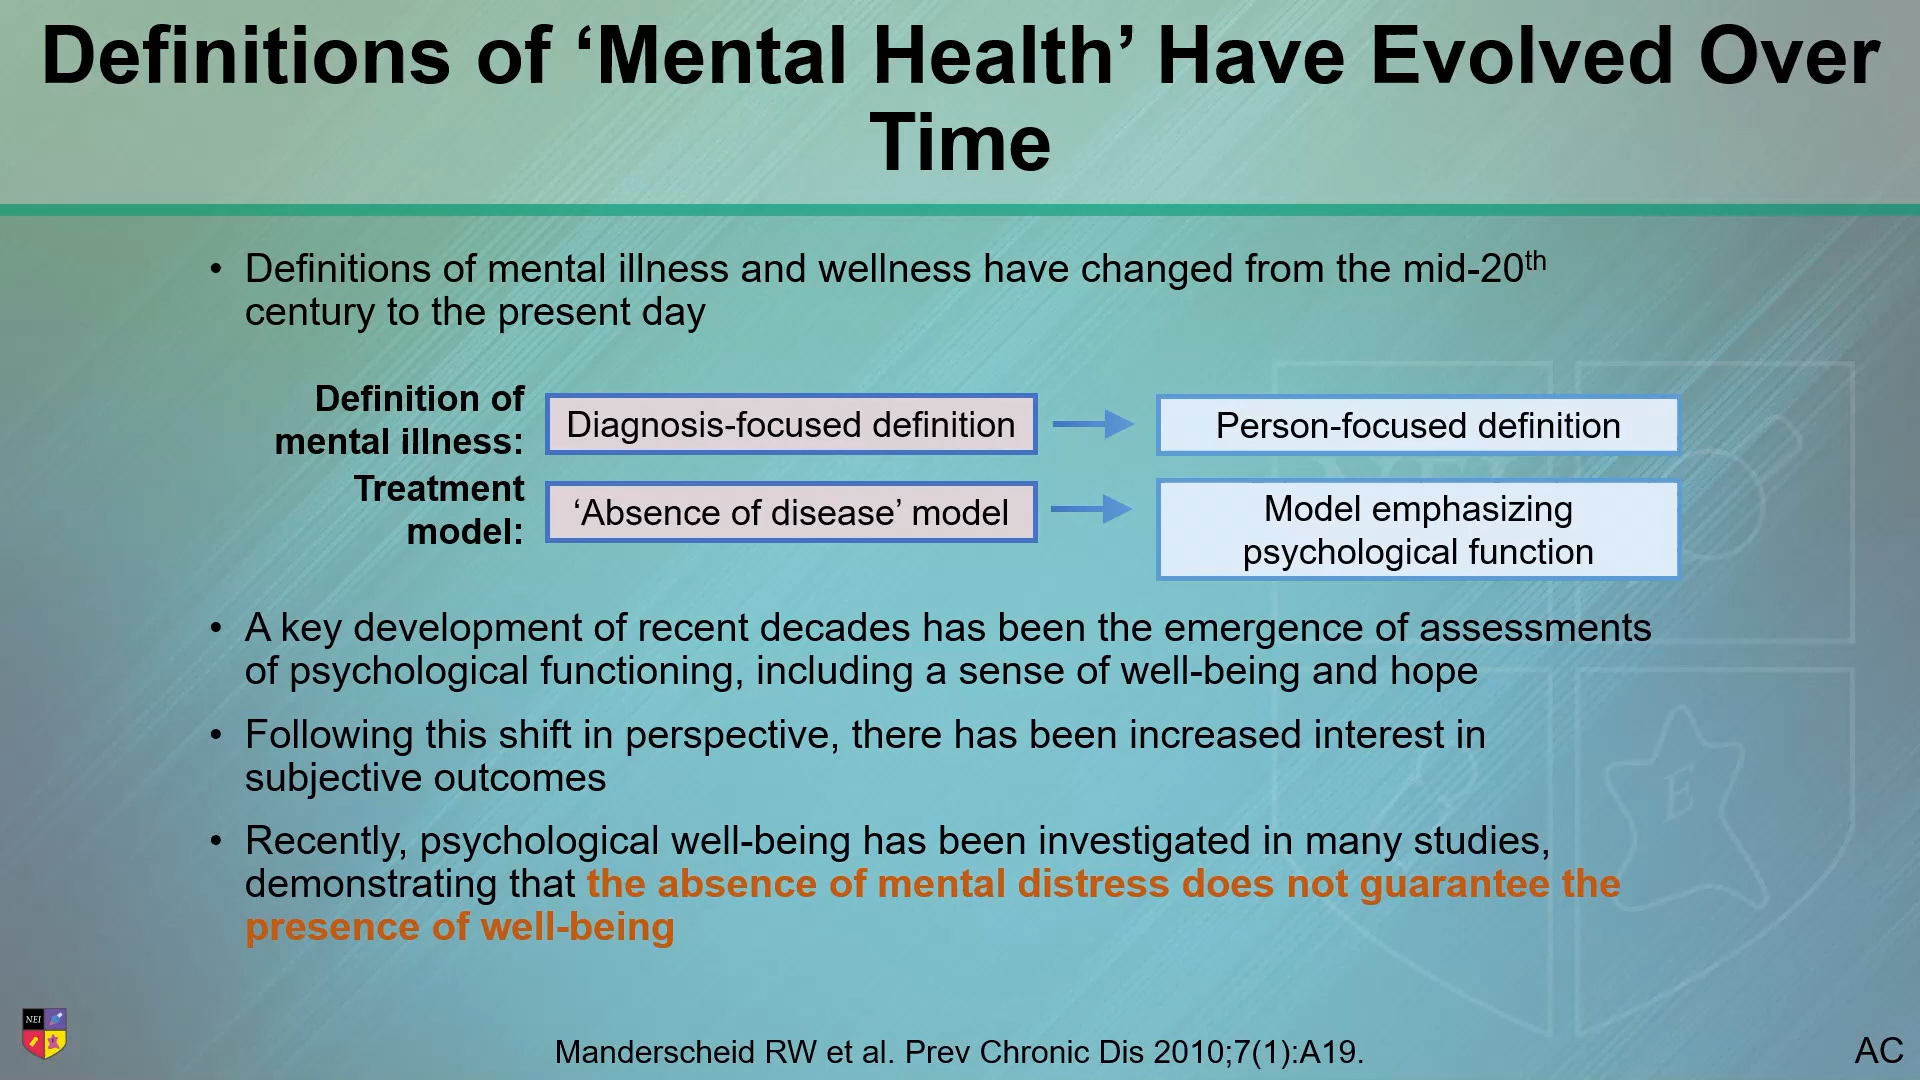 Definitions of ‘Mental Health’ Have Evolved Over
Time
• Definitions of mental illness and wellness have changed from the mid-20th
century to the present day
Definition of
mental illness:
Diagnosis-focused definition
Person-focused definition
Treatment
model:
‘Absence of disease’ model
Model emphasizing
psychological function
• A key development of recent decades has been the emergence of assessments
of psychological functioning, including a sense of well-being and hope
• Following this shift in perspective, there has been increased interest in
subjective outcomes
• Recently, psychological well-being has been investigated in many studies,
demonstrating that the absence of mental distress does not guarantee the
presence of well-being
NEI
E
Manderscheid RW et al. Prev Chronic Dis 2010;7(1):A19.
AC